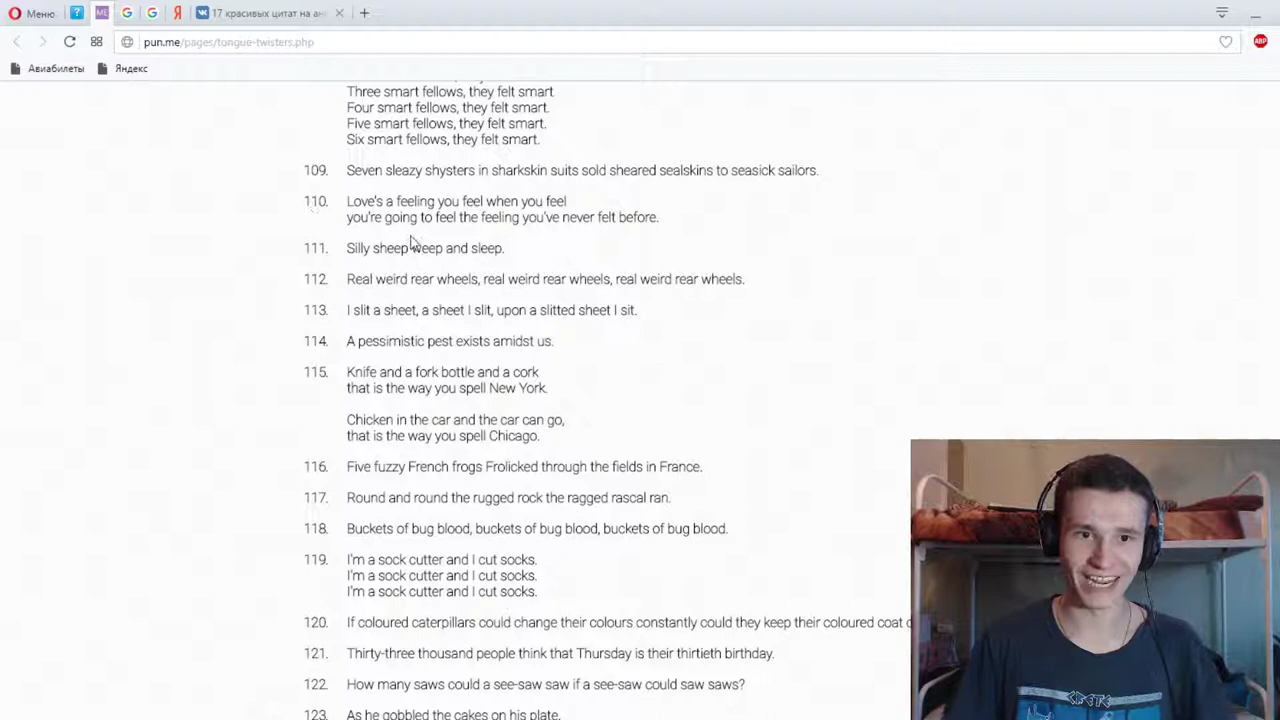 Меню
ME
17 красивых цитат на ан
pun.me/pages/tongue-twisters.php
ABP
Авиабилеты
Яндекс
Three smart fellows, they felt smart
Four smart fellows, they felt smart.
Five smart fellows, they felt smart.
Six smart fellows, they felt smart.
109. Seven sleazy shysters in sharkskin suits sold sheared sealskins to seasick sailors.
110. Love's a feeling you feel when you feel
you're going to feel the feeling you've never felt before.
111. Silly sheep weep and sleep.
112. Real weird rear wheels, real weird rear wheels, real weird rear wheels.
113. I slit a sheet, a sheet I slit, upon a slitted sheet I sit.
114. A pessimistic pest exists amidst us.
115. Knife and a fork bottle and a cork
that is the way you spell New York.
Chicken in the car and the car can go,
that is the way you spell Chicago.
116. Five fuzzy French frogs Frolicked through the fields in France.
117. Round and round the rugged rock the ragged rascal ran.
118. Buckets of bug blood, buckets of bug blood, buckets of bug blood.
119. I'm a sock cutter and I cut socks.
I'm a sock cutter and I cut socks.
I'm a sock cutter and I cut socks.
120. If coloured caterpillars could change their colours constantly could they keep their coloured coat
121. Thirty-three thousand people think that Thursday is their thirtieth birthday.
122. How many saws could a see-saw saw if a see-saw could saw saws?
123. As he gobbled the cakes on his plate,
CRETE